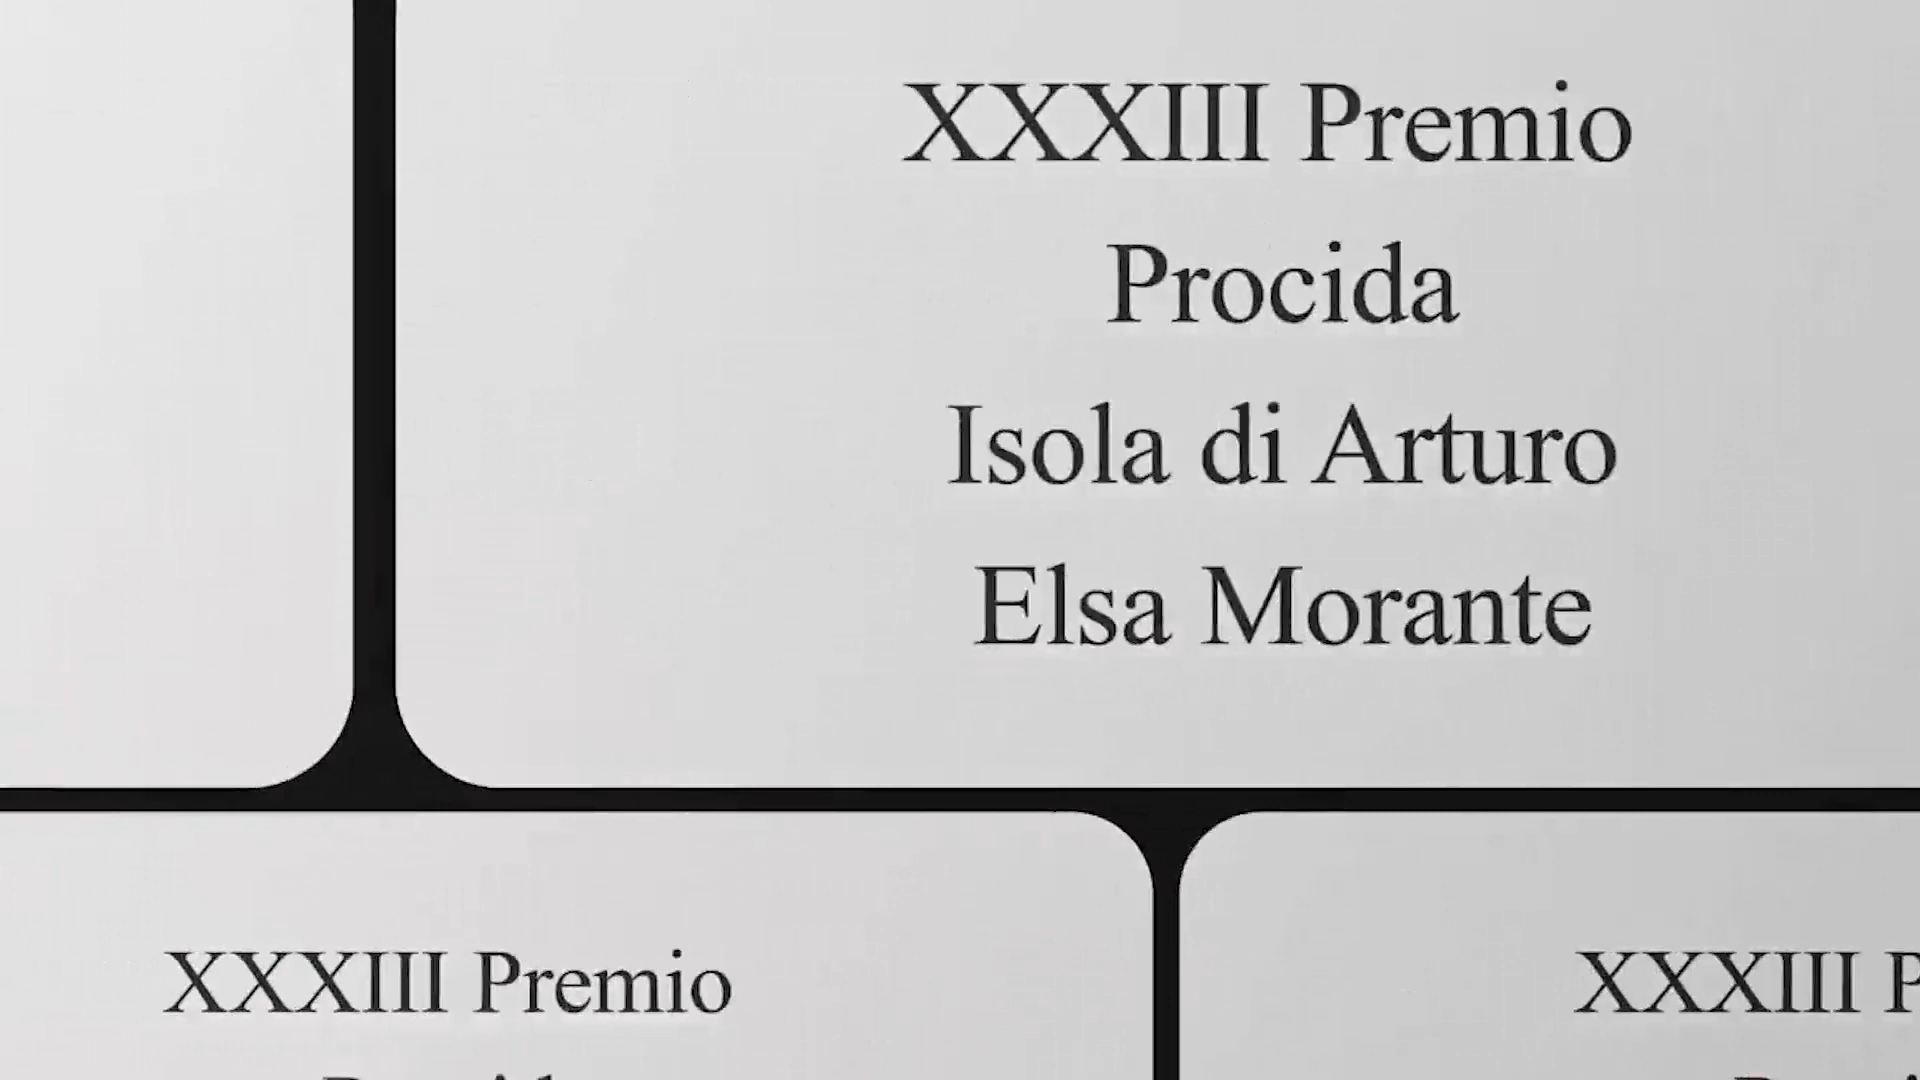 XXXIII Premio
Procida
Isola di Arturo
Elsa Morante
XXXIII Premio
XXXIII P